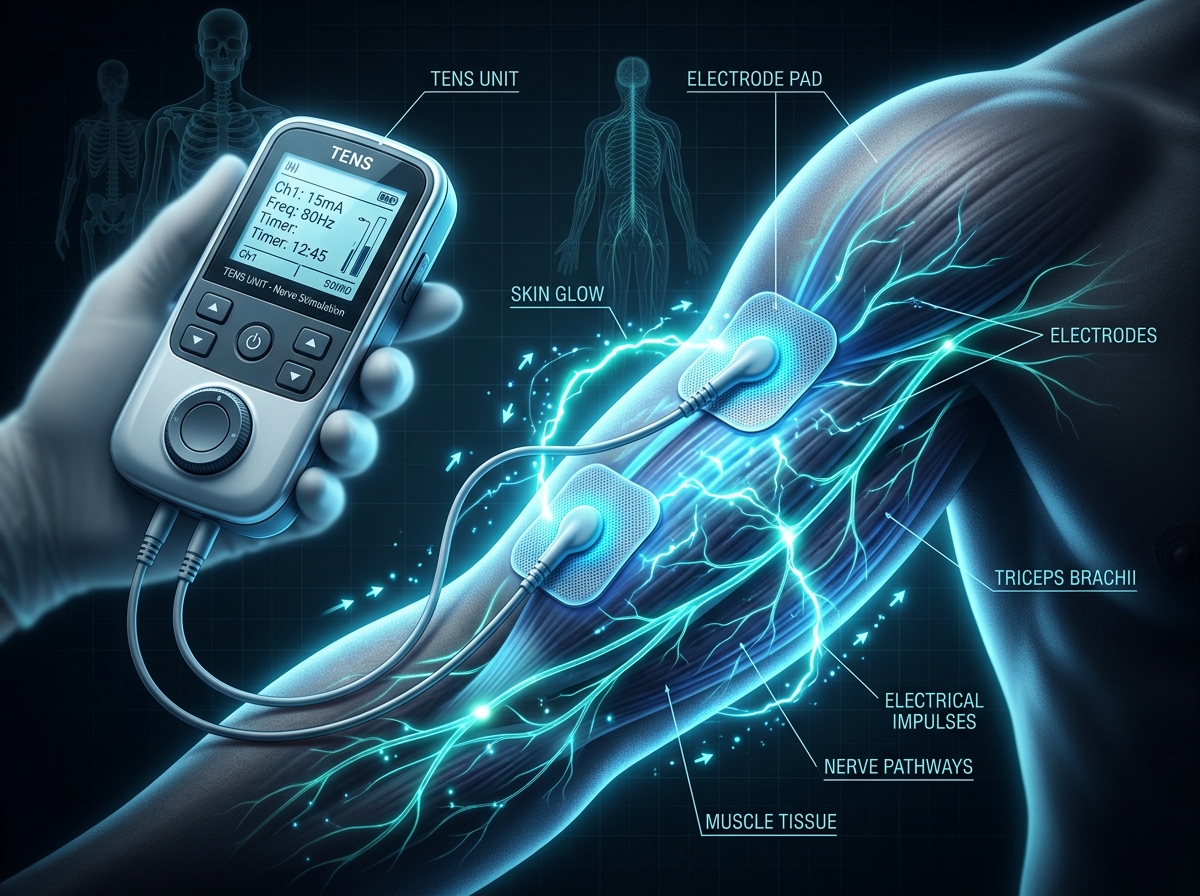 TENS UNIT
ELECTRODE PAD
TENS
Ch1: 15mA
Freq: 80Hz
Timer:
Timer: 12:45
Ch1
TENS UNIT - Nerve Stimulation
SKIN GLOW
ELECTRODES
TRICEPS BRACHII
ELECTRICAL
IMPULSES
NERVE PATHWAYS
MUSCLE TISSUE